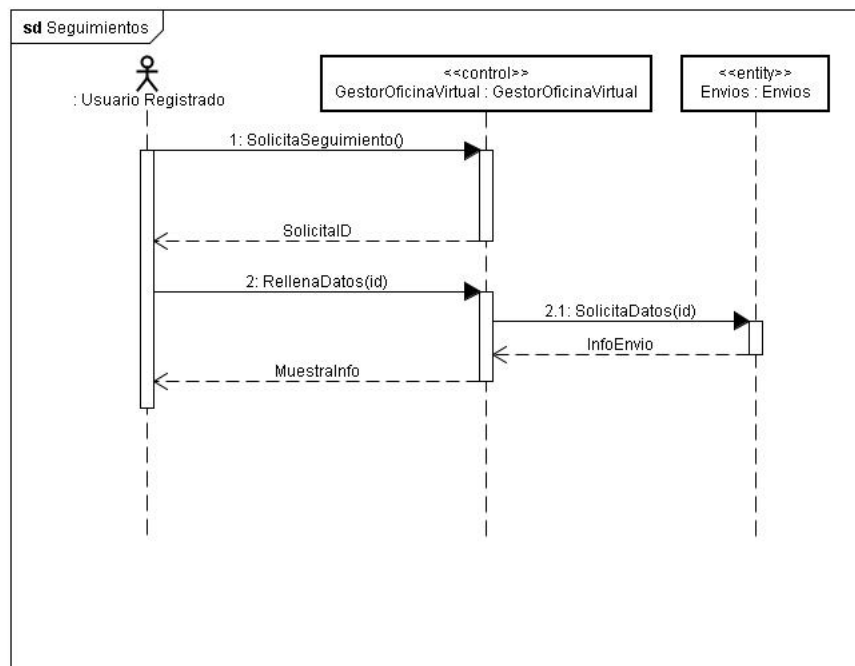 sd Seguimientos
: Usuario Registrado
<<control>>
GestorOficinaVirtual : GestorOficinaVirtual
<<entity>>
Envios : Envios
1: SolicitaSeguimiento()
SolicitaID
2: RellenaDatos(id)
2.1: SolicitaDatos(id)
InfoEnvio
MuestraInfo